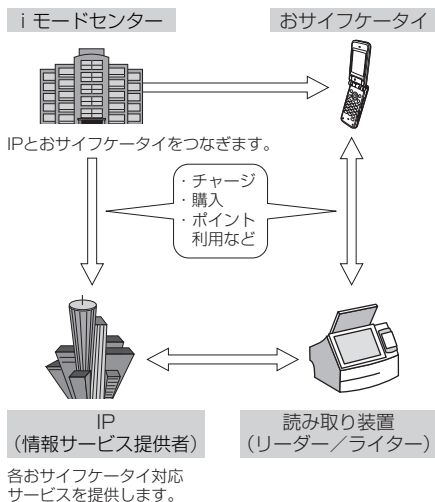 iモードセンター
おサイフケータイ
IPとおサイフケータイをつなぎます。
・チャージ
・購入
・ポイント
利用など
IP
（情報サービス提供者）
読み取り装置
（リーダー／ライター）
各おサイフケータイ対応
サービスを提供します。